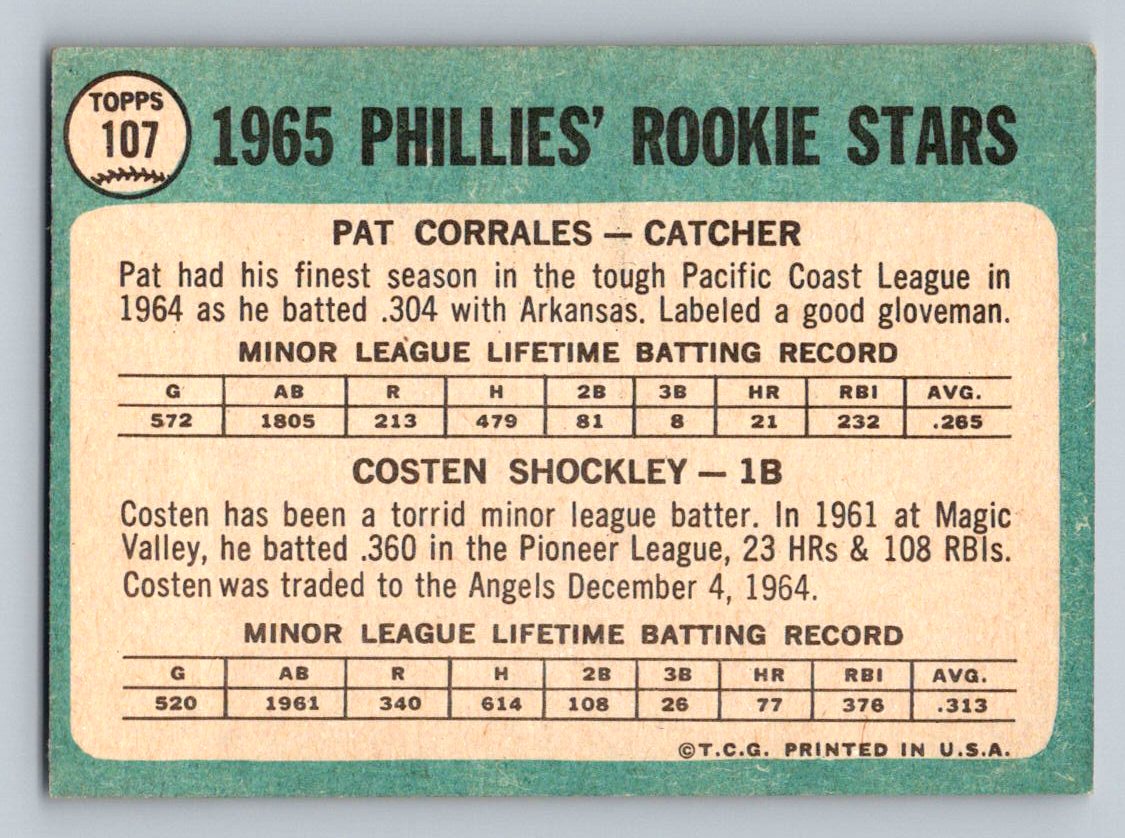 TOPPS
107
1965 PHILLIES' ROOKIE STARS
PAT CORRALES — CATCHER
Pat had his finest season in the tough Pacific Coast League in
1964 as he batted .304 with Arkansas. Labeled a good gloveman.
MINOR LEAGUE LIFETIME BATTING RECORD
G AB R H 2B 3B HR RBI AVG.
572 1805 213 479 81 8 21 232 .265
COSTEN SHOCKLEY — 1B
Costen has been a torrid minor league batter. In 1961 at Magic
Valley, he batted .360 in the Pioneer League, 23 HRs & 108 RBIs.
Costen was traded to the Angels December 4, 1964.
MINOR LEAGUE LIFETIME BATTING RECORD
G AB R H 2B 3B HR RBI AVG.
520 1961 340 614 108 26 77 376 .313
©T.C.G. PRINTED IN U.S.A.